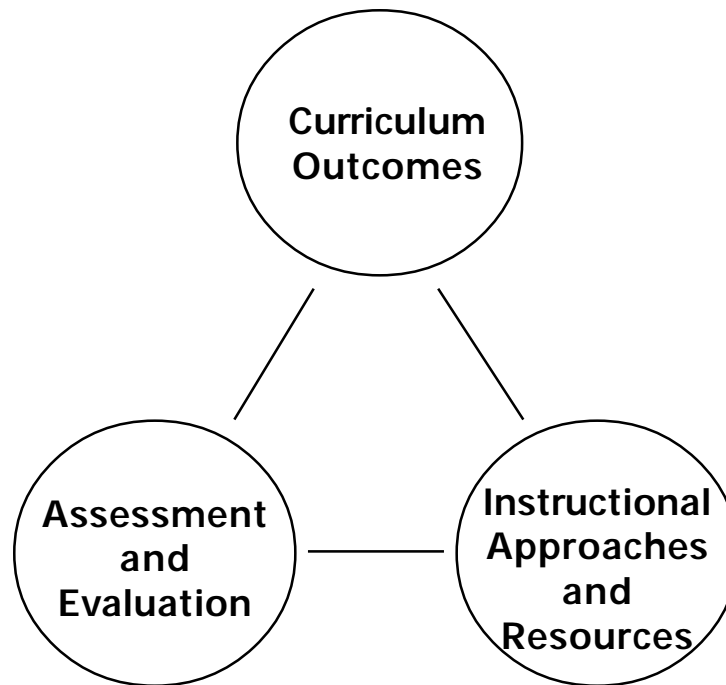 Curriculum
Outcomes
Assessment
and
Evaluation
Instructional
Approaches
and
Resources